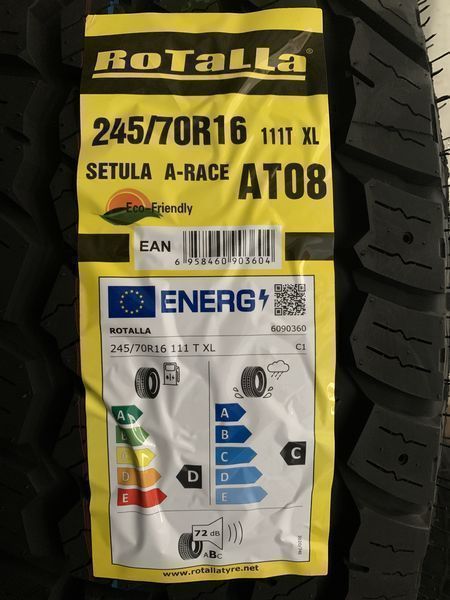 RoTaLLa®
245/70R16 111T XL
SETULA A-RACE AT08
Eco-Friendly
EAN
6 958460 903604
ENERG
ROTALLA 6090360
245/70R16 111 T XL C1
A A
B B
C C C
D D D
E E
72 dB
ABC
www.rotallatyre.net